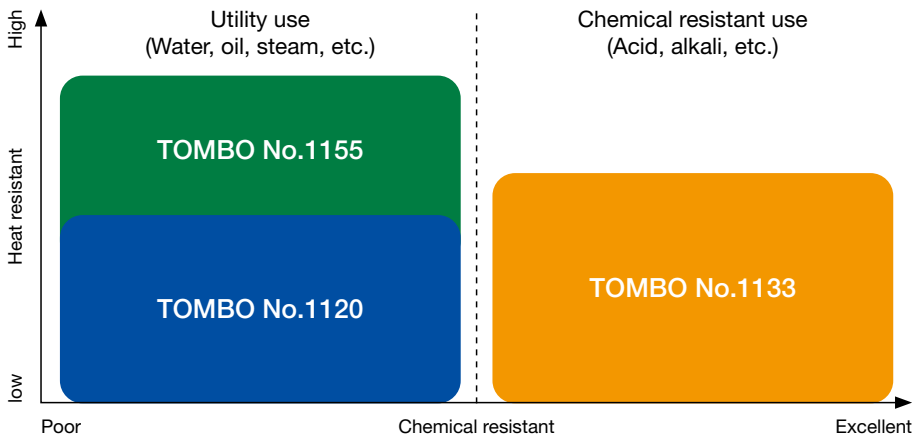 High
Utility use
(Water, oil, steam, etc.)
Chemical resistant use
(Acid, alkali, etc.)
TOMBO No.1155
Heat resistant
TOMBO No.1133
TOMBO No.1120
low
Poor
Chemical resistant
Excellent